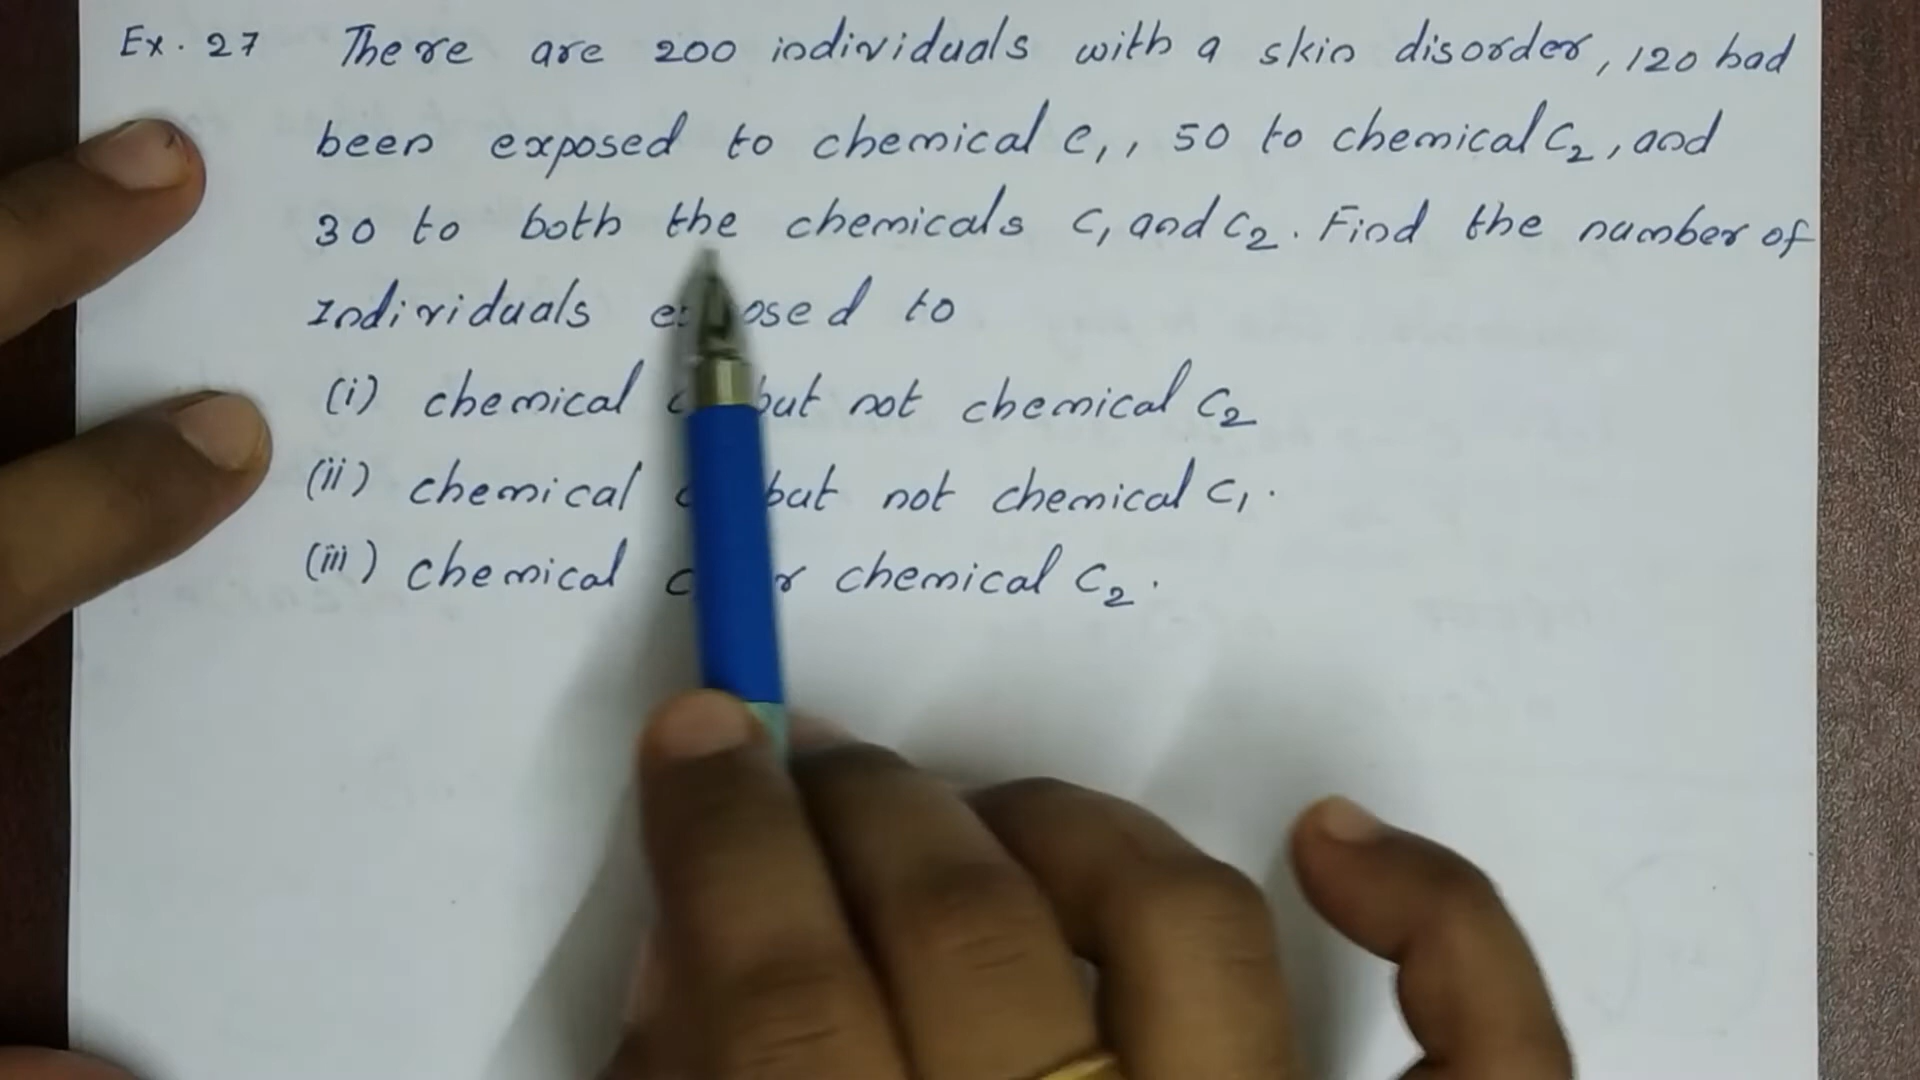 Ex. 27 There are 200 individuals with a skin disorder, 120 had
been exposed to chemical C₁, 50 to chemical C₂, and
30 to both the chemicals C₁ and C₂. Find the number of
Individuals to
(i) chemical but not chemical C₂
(ii) chemical but not chemical C₁.
(iii) chemical chemical C₂.